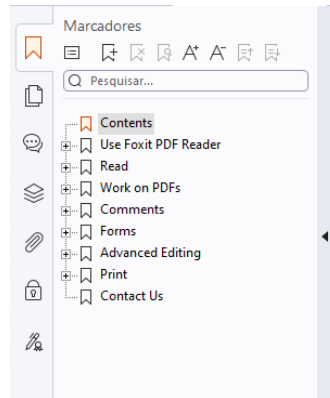 Marcadores
A+ A-
Pesquisar...
Contents
Use Foxit PDF Reader
Read
Work on PDFs
Comments
Forms
Advanced Editing
Print
Contact Us